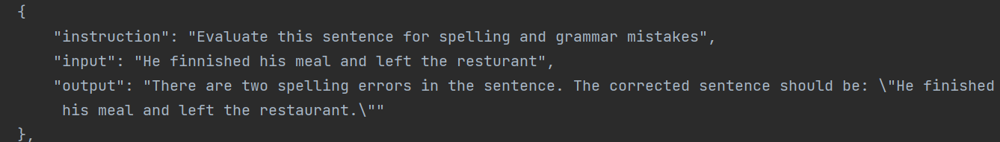 {
"instruction": "Evaluate this sentence for spelling and grammar mistakes",
"input": "He finnished his meal and left the resturant",
"output": "There are two spelling errors in the sentence. The corrected sentence should be: \"He finished
his meal and left the restaurant.\""
},